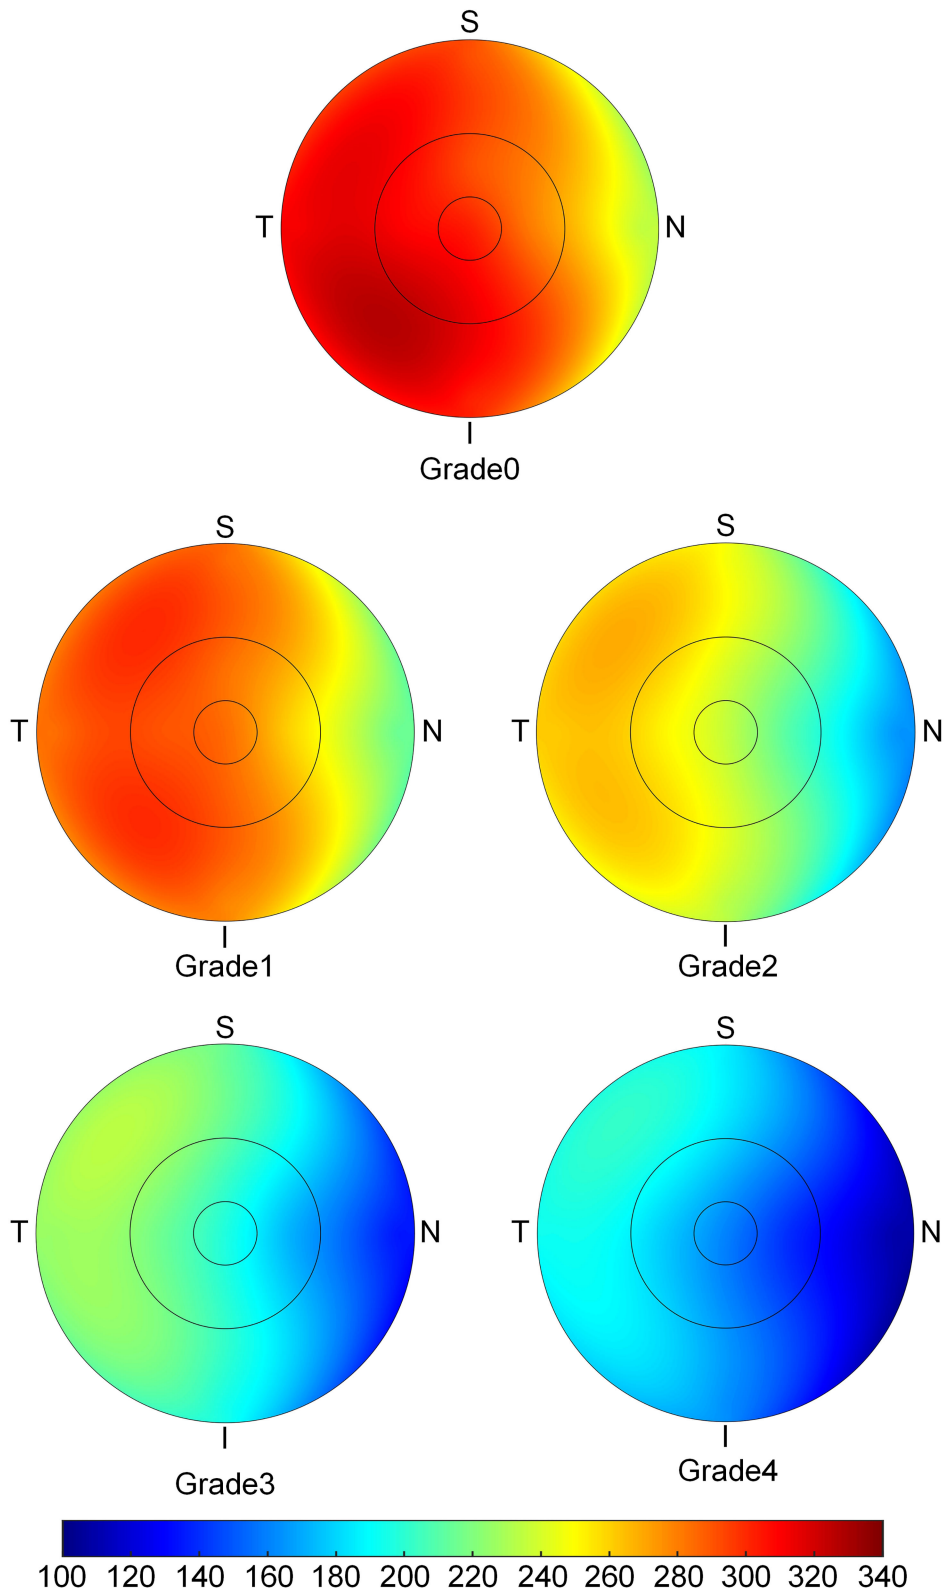 S
T N
I
Grade0
S S
T N T N
I I
Grade1 Grade2
S S
T N T N
I I
Grade3 Grade4
100 120 140 160 180 200 220 240 260 280 300 320 340